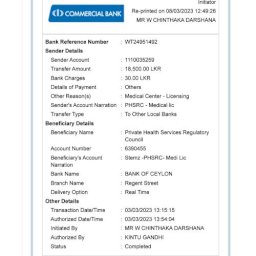 Initiator
COMMERCIAL BANK
Re-printed on 08/03/2023 12:49:26
MR W CHINTHAKA DARSHANA
Bank Reference Number : WT24951492
Sender Details
Sender Account : 1110035259
Transfer Amount : 18,500.00 LKR
Bank Charges : 30.00 LKR
Details of Payment : Others
Other Reason(s) : Medical Center - Licensing
Sender's Account Narration : PHSRC - Medical lic
Transfer Type : To Other Local Banks
Beneficiary Details
Beneficiary Name : Private Health Services Regulatory
Council
Account Number : 6390455
Beneficiary's Account : Stemz -PHSRC- Medi Lic
Narration
Bank Name : BANK OF CEYLON
Branch Name : Regent Street
Delivery Option : Real Time
Other Details
Transaction Date/Time : 03/03/2023 12:15:15
Authorized Date/Time : 03/03/2023 13:54:04
Initiated By : MR W CHINTHAKA DARSHANA
Authorized By : KINTU GANDHI
Status : Completed